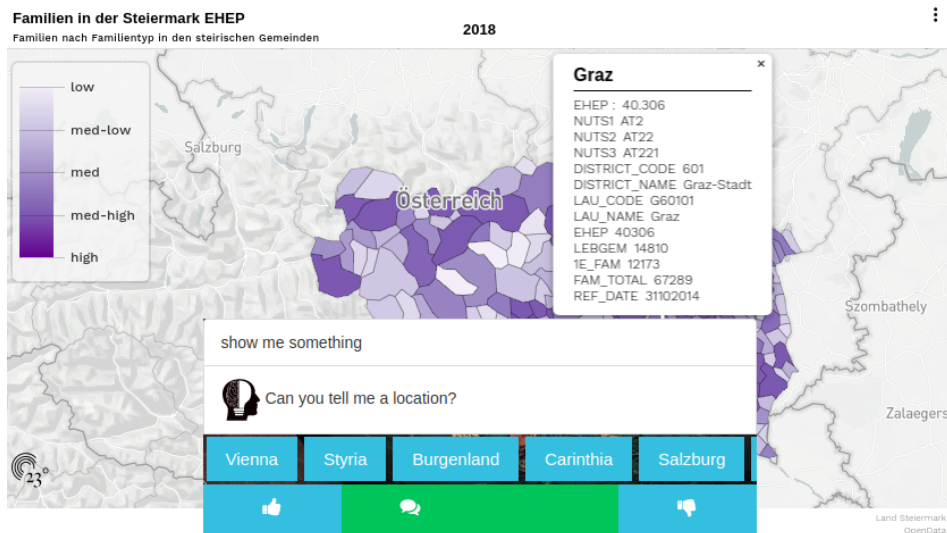 Familien in der Steiermark EHEP
Familien nach Familientyp in den steirischen Gemeinden
2018
low
med-low
med
med-high
high
Salzburg
Österreich
×
Graz
EHEP : 40.306
NUTS1 AT2
NUTS2 AT22
NUTS3 AT221
DISTRICT_CODE 601
DISTRICT_NAME Graz-Stadt
LAU_CODE G60101
LAU_NAME Graz
EHEP 40306
LEBGEM 14810
1E_FAM 12173
FAM_TOTAL 67289
REF_DATE 31102014
Szombathely
Zalaegers
show me something
Can you tell me a location?
Vienna Styria Burgenland Carinthia Salzburg
23°
Land Steiermark
OpenData